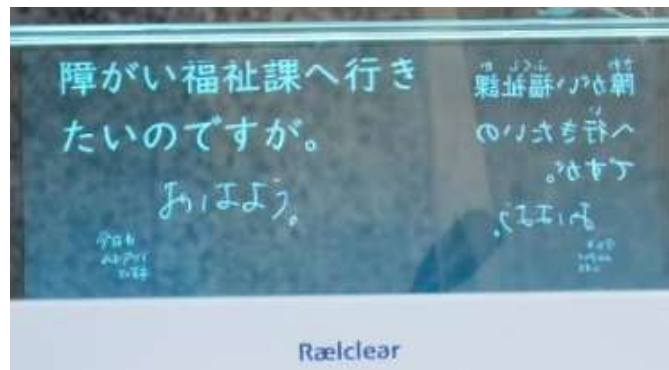 障がい福祉課へ行き
たいのですが。
おはよう。
障がい福祉課
へ行きたいの
ですが。
おはよう。
Rælclear